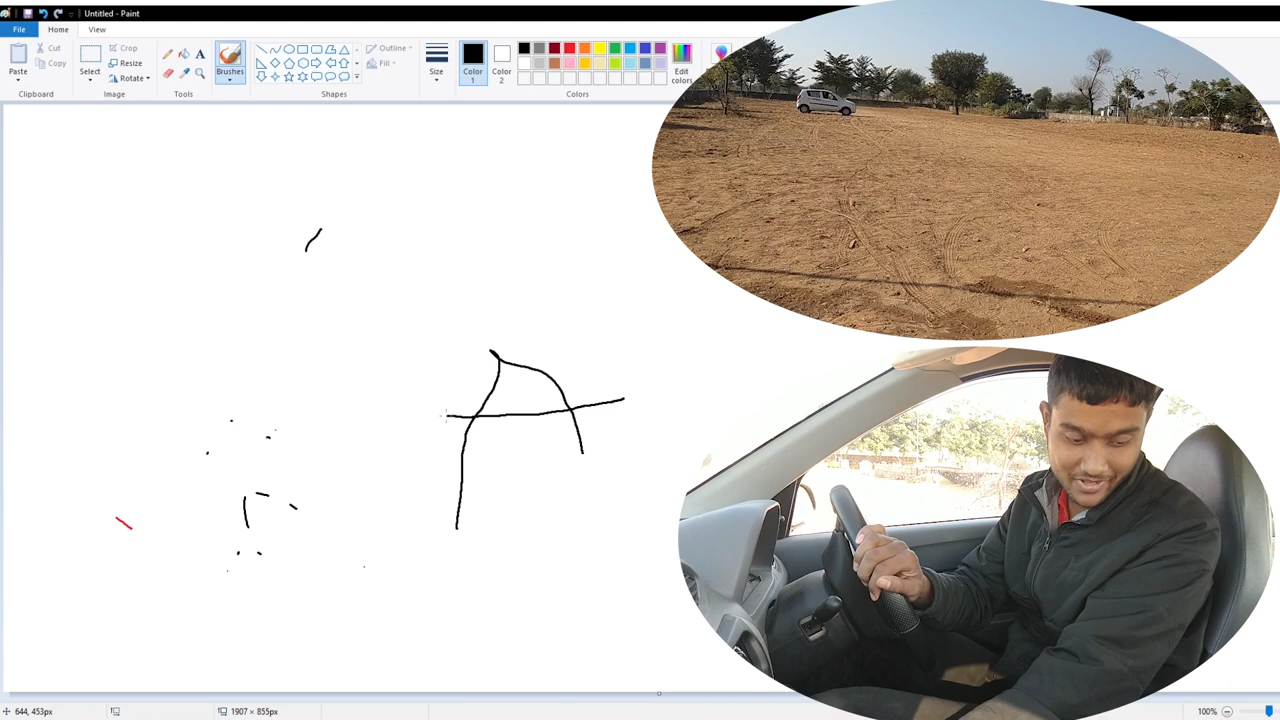 Untitled - Paint
File
Home
View
Paste
Cut
Copy
Clipboard
Select
Crop
Resize
Rotate
Image
A
Tools
Brushes
Outline
Fill
Shapes
Size
Color 1
Color 2
Edit colors
Colors
A
644, 453px
1907 × 855px
100%